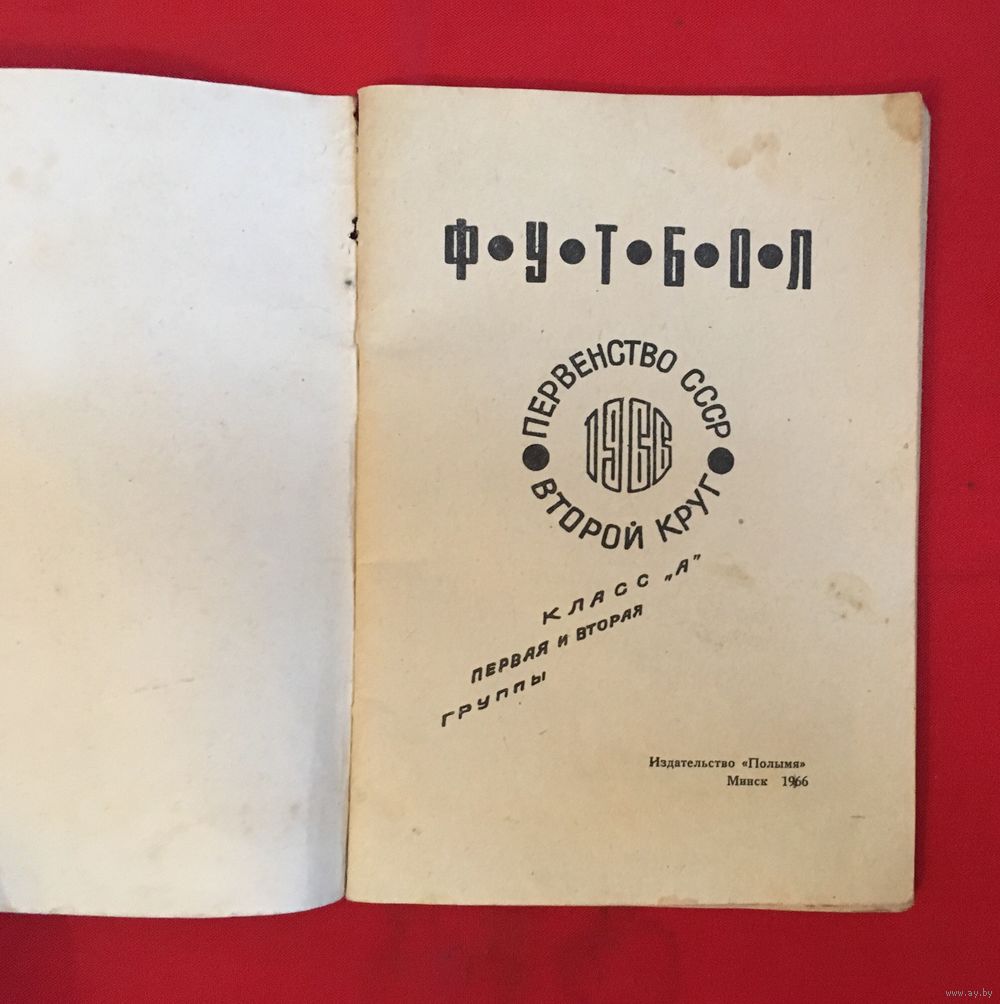 Ф•У•Т•Б•О•Л
ПЕРВЕНСТВО СССР
1966
ВТОРОЙ КРУГ
КЛАСС „А”
ПЕРВАЯ И ВТОРАЯ
ГРУППЫ
Издательство «Полымя»
Минск 1966
www.ay.by